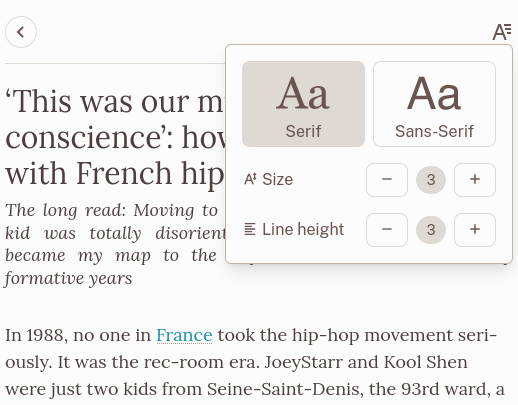 ‘This was our m
conscience’: how
with French hip
The long read: Moving to
kid was totally disorient
became my map to the
formative years
Aa
Serif
Aa
Sans-Serif
Size
− 3 +
Line height
− 3 +
In 1988, no one in France took the hip-hop movement seri-
ously. It was the rec-room era. JoeyStarr and Kool Shen
were just two kids from Seine-Saint-Denis, the 93rd ward, a